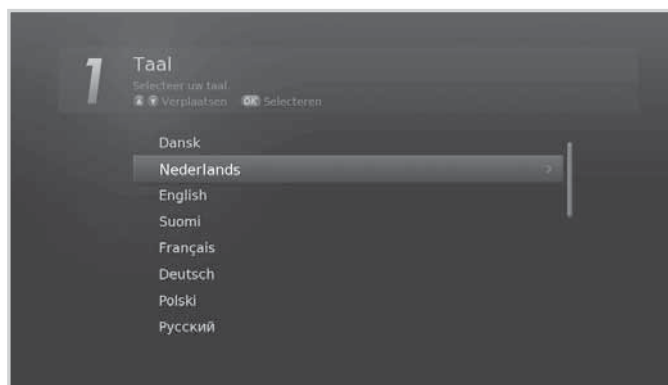 1
Taal
Selecteer uw taal.
Verplaatsen OK Selecteren
Dansk
Nederlands
English
Suomi
Français
Deutsch
Polski
Русский